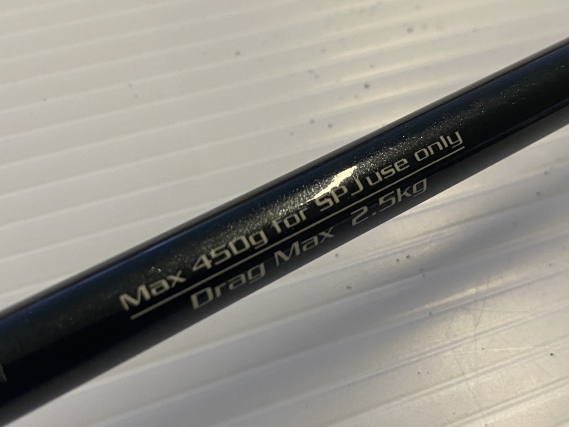 Max 450g for SPJ use only
Drag Max 2.5kg